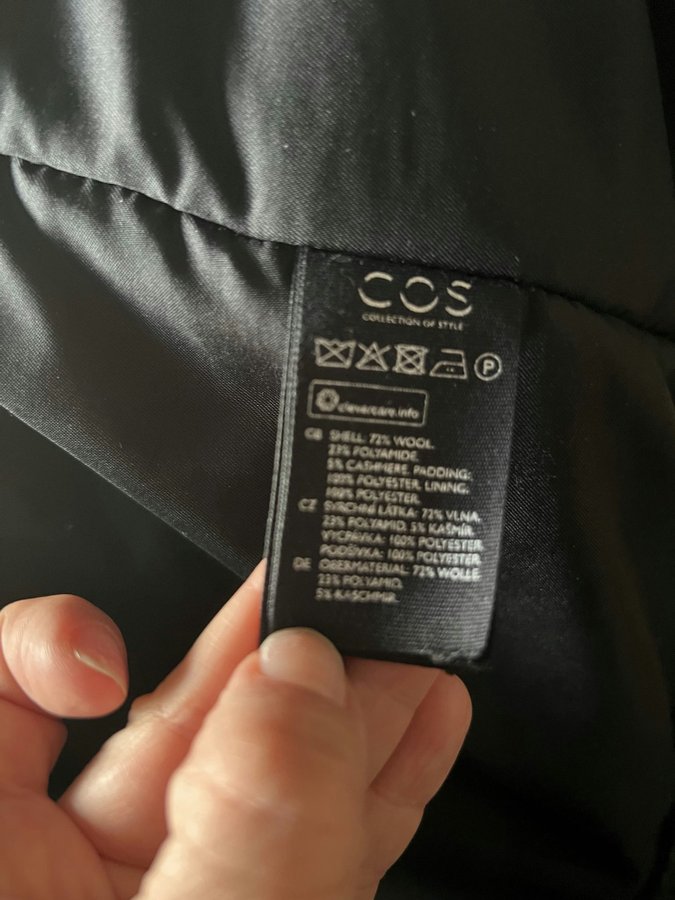 COS
COLLECTION OF STYLE
P
clevercare.info
GB SHELL: 72% WOOL,
23% POLYAMIDE,
5% CASHMERE. PADDING:
100% POLYESTER. LINING:
100% POLYESTER.
CZ SVRCHNÍ LÁTKA: 72% VLNA,
23% POLYAMID, 5% KAŠMÍR.
VYCPÁVKA: 100% POLYESTER.
PODŠÍVKA: 100% POLYESTER.
DE OBERMATERIAL: 72% WOLLE,
23% POLYAMID,
5% KASCHMIR.